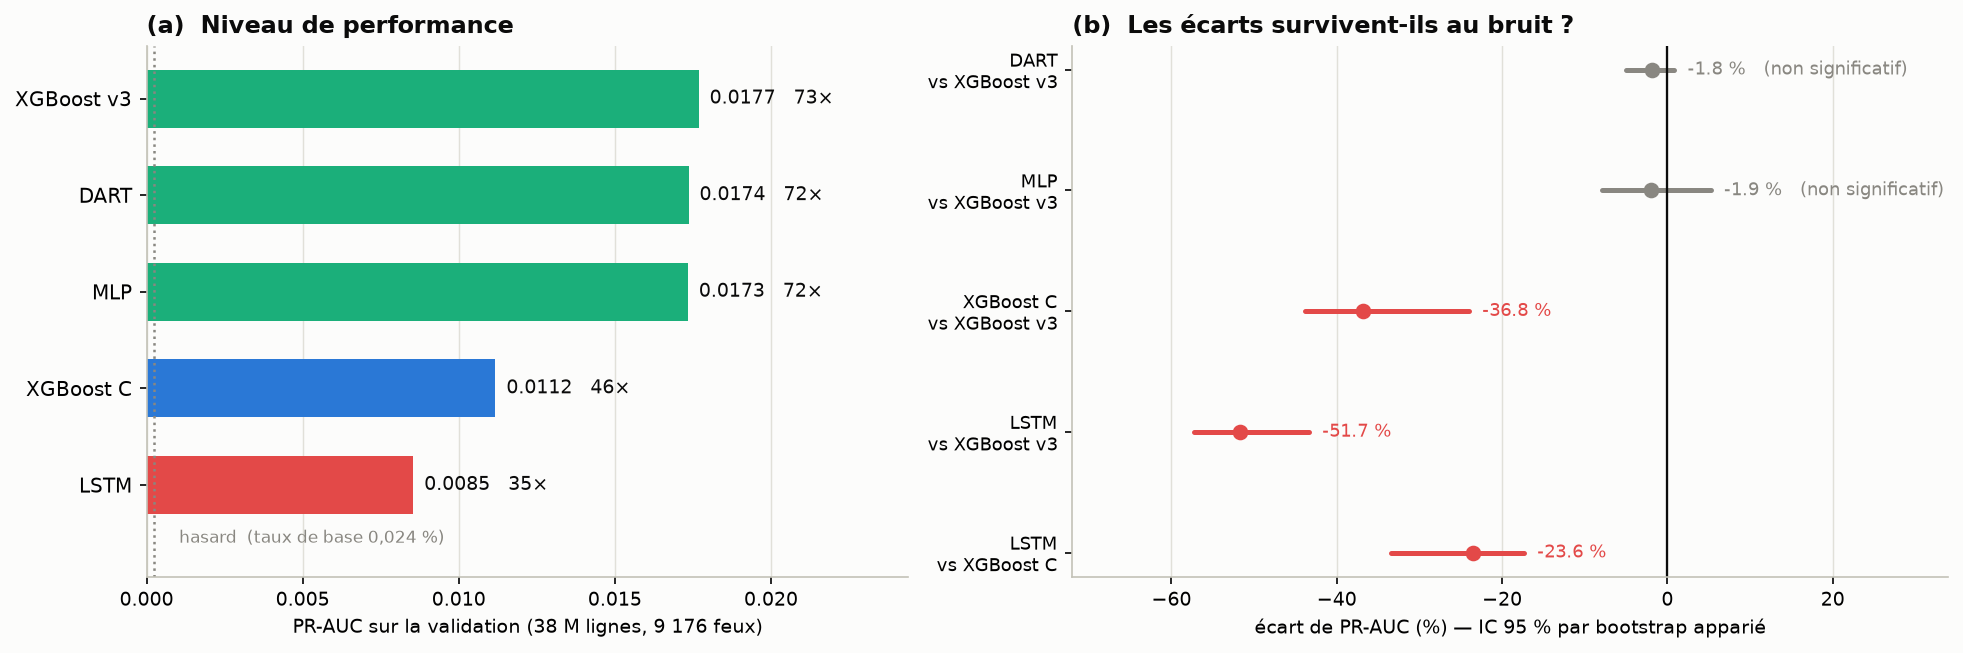 (a)  Niveau de performance
XGBoost v3
0.0177   73×
DART
0.0174   72×
MLP
0.0173   72×
XGBoost C
0.0112   46×
LSTM
0.0085   35×
hasard  (taux de base 0,024 %)
0.000
0.005
0.010
0.015
0.020
PR-AUC sur la validation (38 M lignes, 9 176 feux)
(b)  Les écarts survivent-ils au bruit ?
DART
vs XGBoost v3
-1.8 %   (non significatif)
MLP
vs XGBoost v3
-1.9 %   (non significatif)
XGBoost C
vs XGBoost v3
-36.8 %
LSTM
vs XGBoost v3
-51.7 %
LSTM
vs XGBoost C
-23.6 %
−60
−40
−20
0
20
écart de PR-AUC (%) — IC 95 % par bootstrap apparié